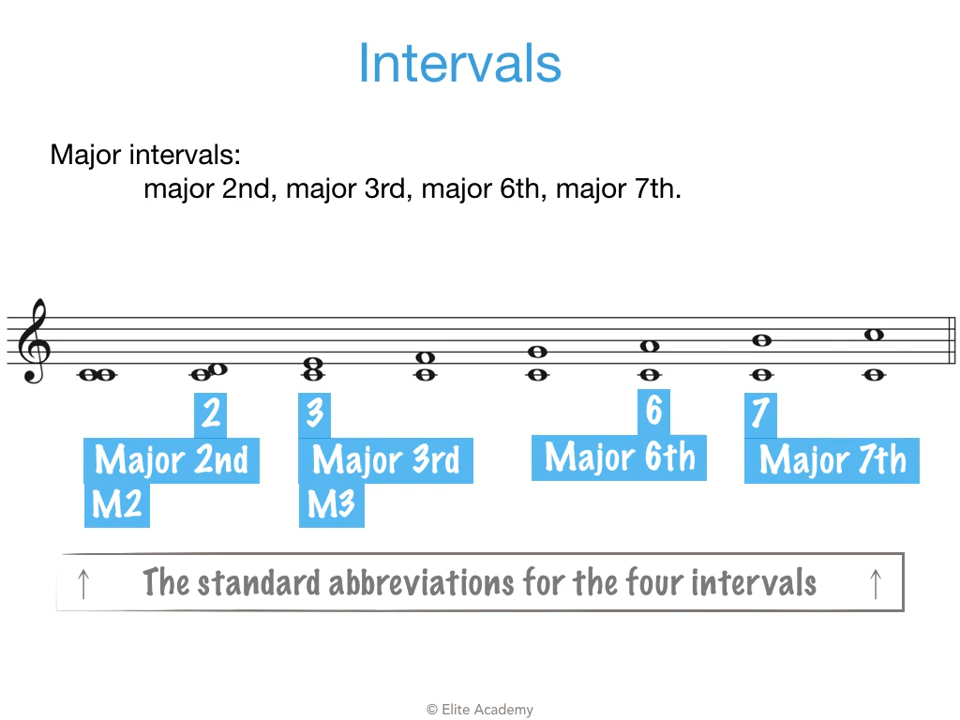 Intervals
Major intervals:
major 2nd, major 3rd, major 6th, major 7th.
2 3 6 7
Major 2nd Major 3rd Major 6th Major 7th
M2 M3
↑ The standard abbreviations for the four intervals ↑
© Elite Academy